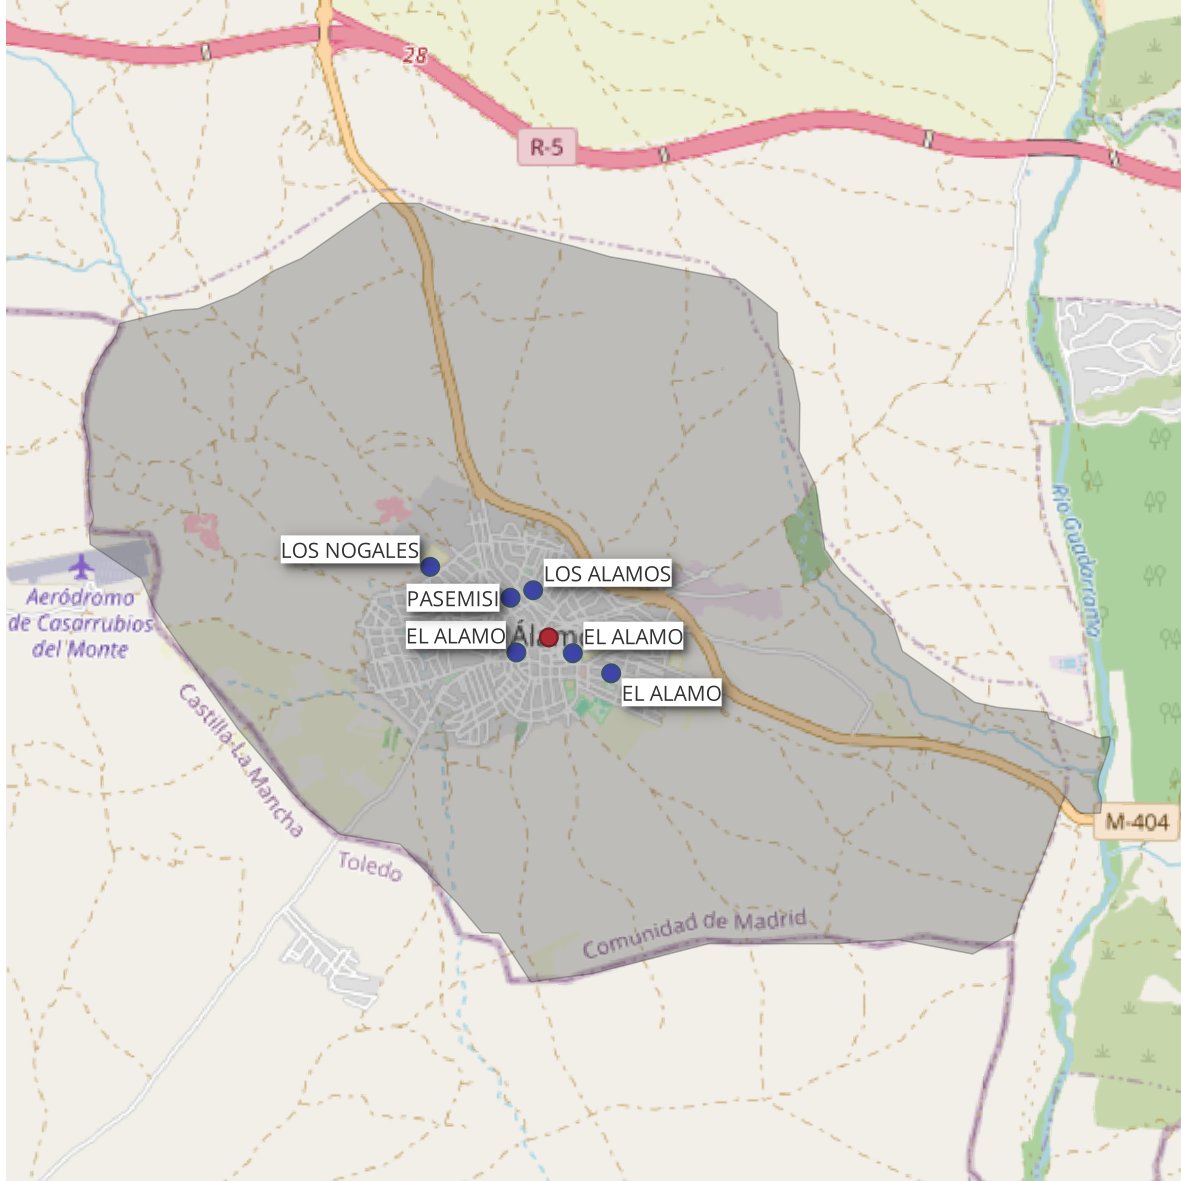 28
R-5
Río Guadarrama
LOS NOGALES
LOS ALAMOS
PASEMISI
EL ALAMO
EL ALAMO
EL ALAMO
Aeródromo
de Casarrubios
del Monte
Castilla-La Mancha
Toledo
Comunidad de Madrid
M-404